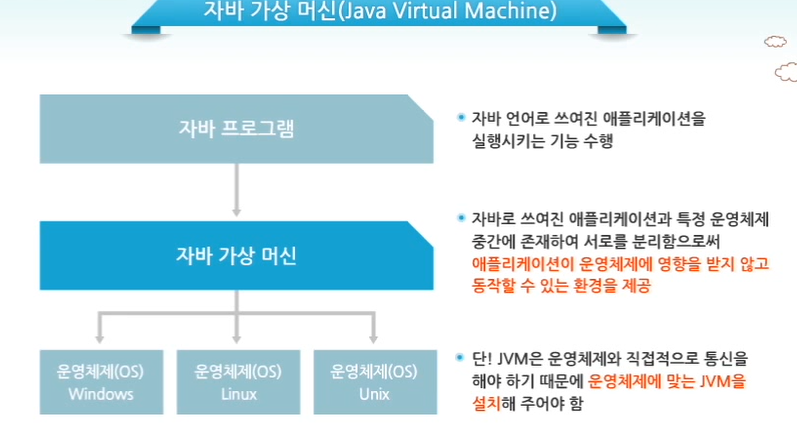 자바 가상 머신(Java Virtual Machine)
자바 프로그램
자바 언어로 쓰여진 애플리케이션을
실행시키는 기능 수행
자바 가상 머신
자바로 쓰여진 애플리케이션과 특정 운영체제
중간에 존재하여 서로를 분리함으로써
애플리케이션이 운영체제에 영향을 받지 않고
동작할 수 있는 환경을 제공
운영체제(OS)
Windows
운영체제(OS)
Linux
운영체제(OS)
Unix
단! JVM은 운영체제와 직접적으로 통신을
해야 하기 때문에 운영체제에 맞는 JVM을
설치해 주어야 함